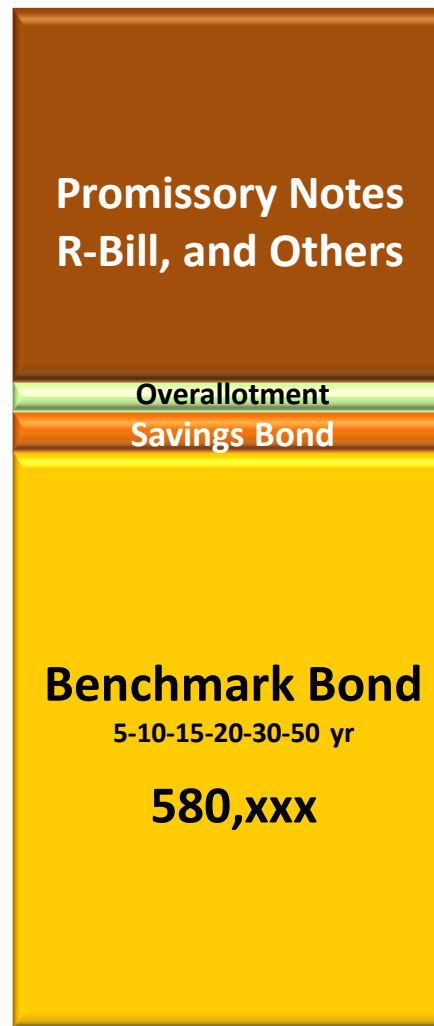 Promissory Notes
R-Bill, and Others
Overallotment
Savings Bond
Benchmark Bond
5-10-15-20-30-50 yr
580,xxx